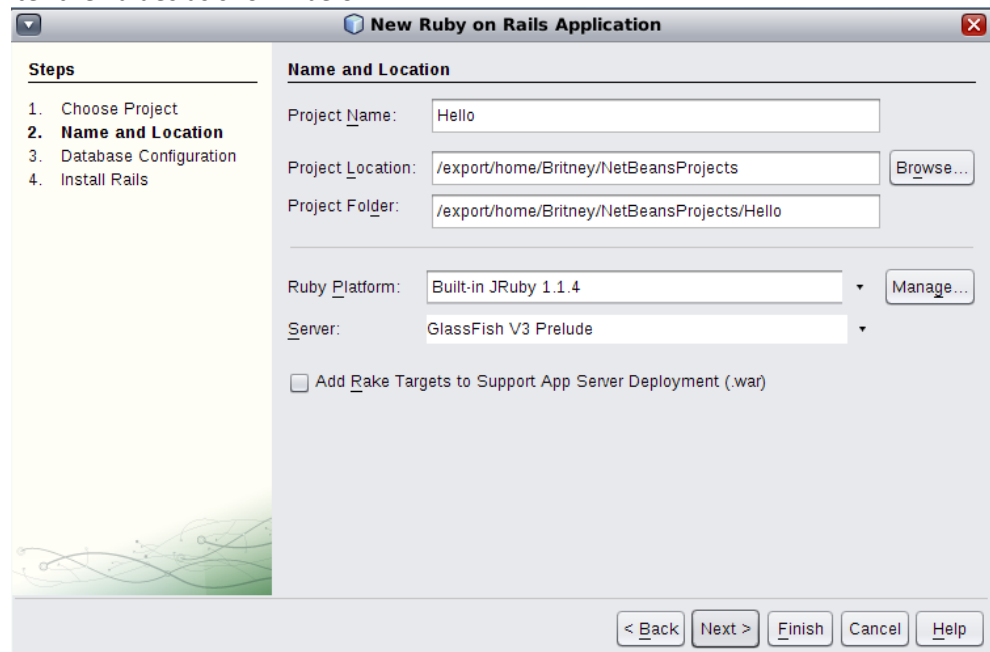 New Ruby on Rails Application
Steps
1. Choose Project
2. Name and Location
3. Database Configuration
4. Install Rails
Name and Location
Project Name: Hello
Project Location: /export/home/Britney/NetBeansProjects Browse...
Project Folder: /export/home/Britney/NetBeansProjects/Hello
Ruby Platform: Built-in JRuby 1.1.4 Manage...
Server: GlassFish V3 Prelude
Add Rake Targets to Support App Server Deployment (.war)
< Back Next > Finish Cancel Help